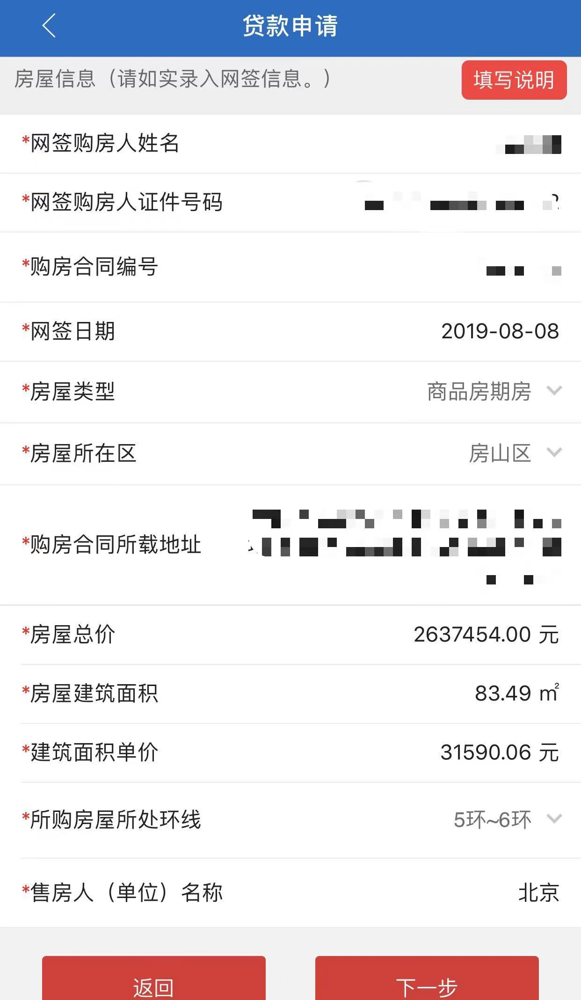 贷款申请
房屋信息（请如实录入网签信息。）
填写说明
*网签购房人姓名
*网签购房人证件号码
*购房合同编号
*网签日期 2019-08-08
*房屋类型 商品房期房
*房屋所在区 房山区
*购房合同所载地址
*房屋总价 2637454.00 元
*房屋建筑面积 83.49 ㎡
*建筑面积单价 31590.06 元
*所购房屋所处环线 5环~6环
*售房人（单位）名称 北京
返回 下一步